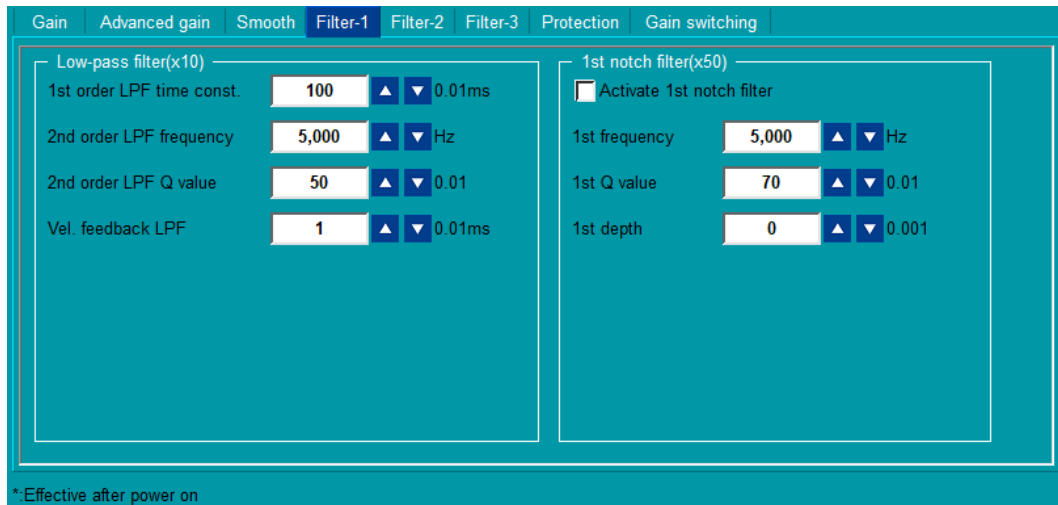 Gain Advanced gain Smooth Filter-1 Filter-2 Filter-3 Protection Gain switching
Low-pass filter(x10)
1st order LPF time const. 100 0.01ms
2nd order LPF frequency 5,000 Hz
2nd order LPF Q value 50 0.01
Vel. feedback LPF 1 0.01ms
1st notch filter(x50)
Activate 1st notch filter
1st frequency 5,000 Hz
1st Q value 70 0.01
1st depth 0 0.001
*:Effective after power on